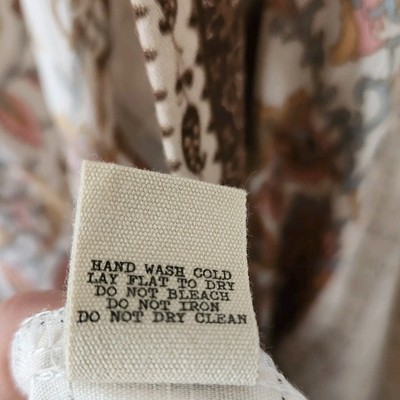 HAND WASH COLD
LAY FLAT TO DRY
DO NOT BLEACH
DO NOT IRON
DO NOT DRY CLEAN